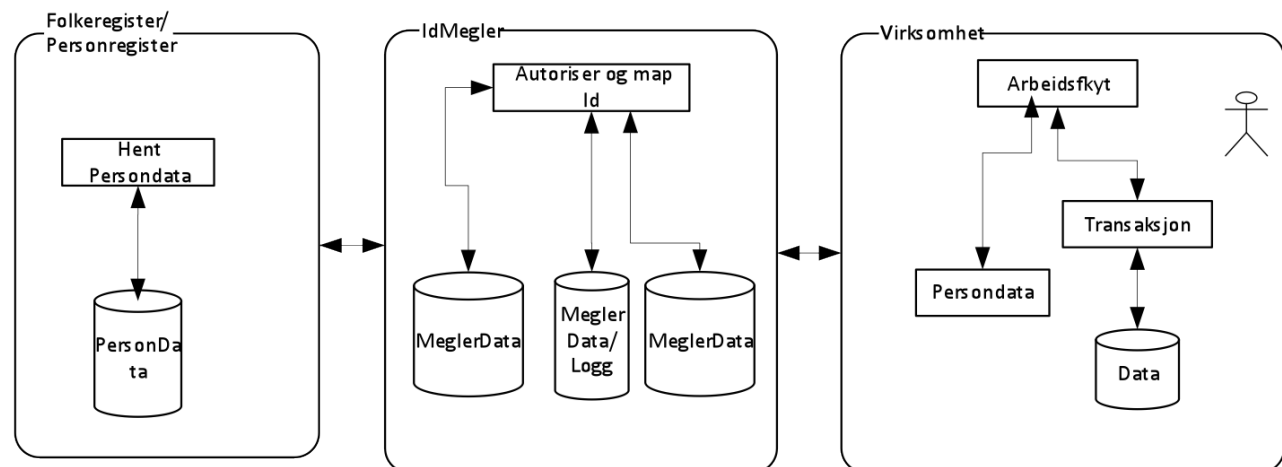 Folkeregister/
Personregister
Hent
Persondata
PersonDa
ta
IdMegler
Autoriser og map
Id
MeglerData
Megler
Data/
Logg
MeglerData
Virksomhet
Arbeidsfkyt
Transaksjon
Persondata
Data